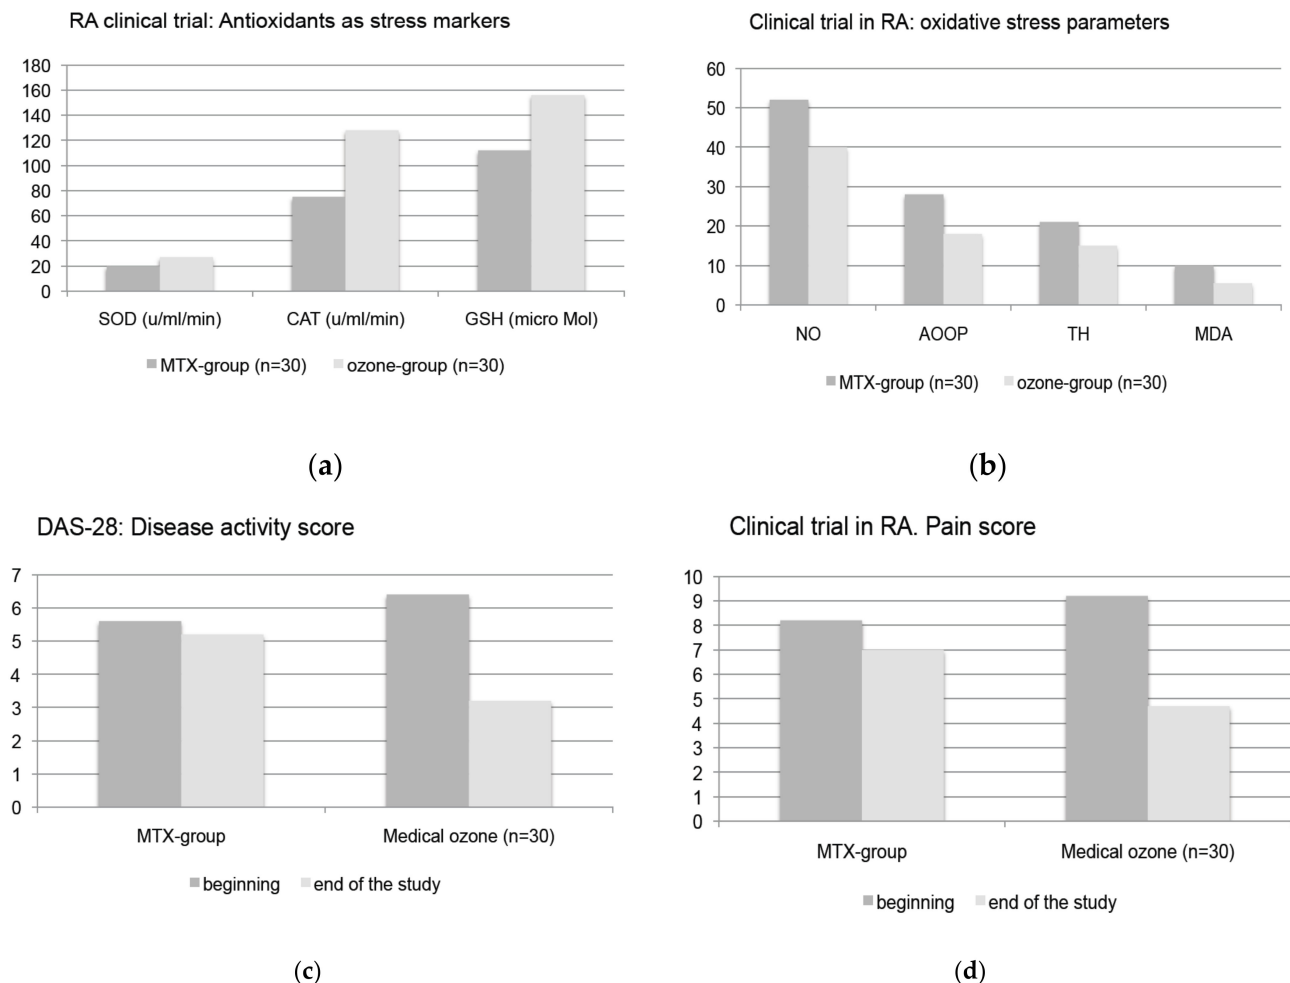 RA clinical trial: Antioxidants as stress markers
180
160
140
120
100
80
60
40
20
0
SOD (u/ml/min) CAT (u/ml/min) GSH (micro Mol)
MTX-group (n=30) ozone-group (n=30)
(a)
Clinical trial in RA: oxidative stress parameters
60
50
40
30
20
10
0
NO AOOP TH MDA
MTX-group (n=30) ozone-group (n=30)
(b)
DAS-28: Disease activity score
7
6
5
4
3
2
1
0
MTX-group Medical ozone (n=30)
beginning end of the study
(c)
Clinical trial in RA. Pain score
10
9
8
7
6
5
4
3
2
1
0
MTX-group Medical ozone (n=30)
beginning end of the study
(d)